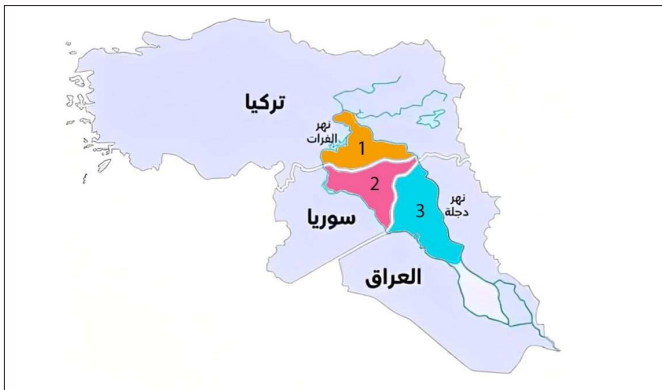 تركيا
نهر
الفرات
1
2
3
نهر
دجلة
سوريا
العراق